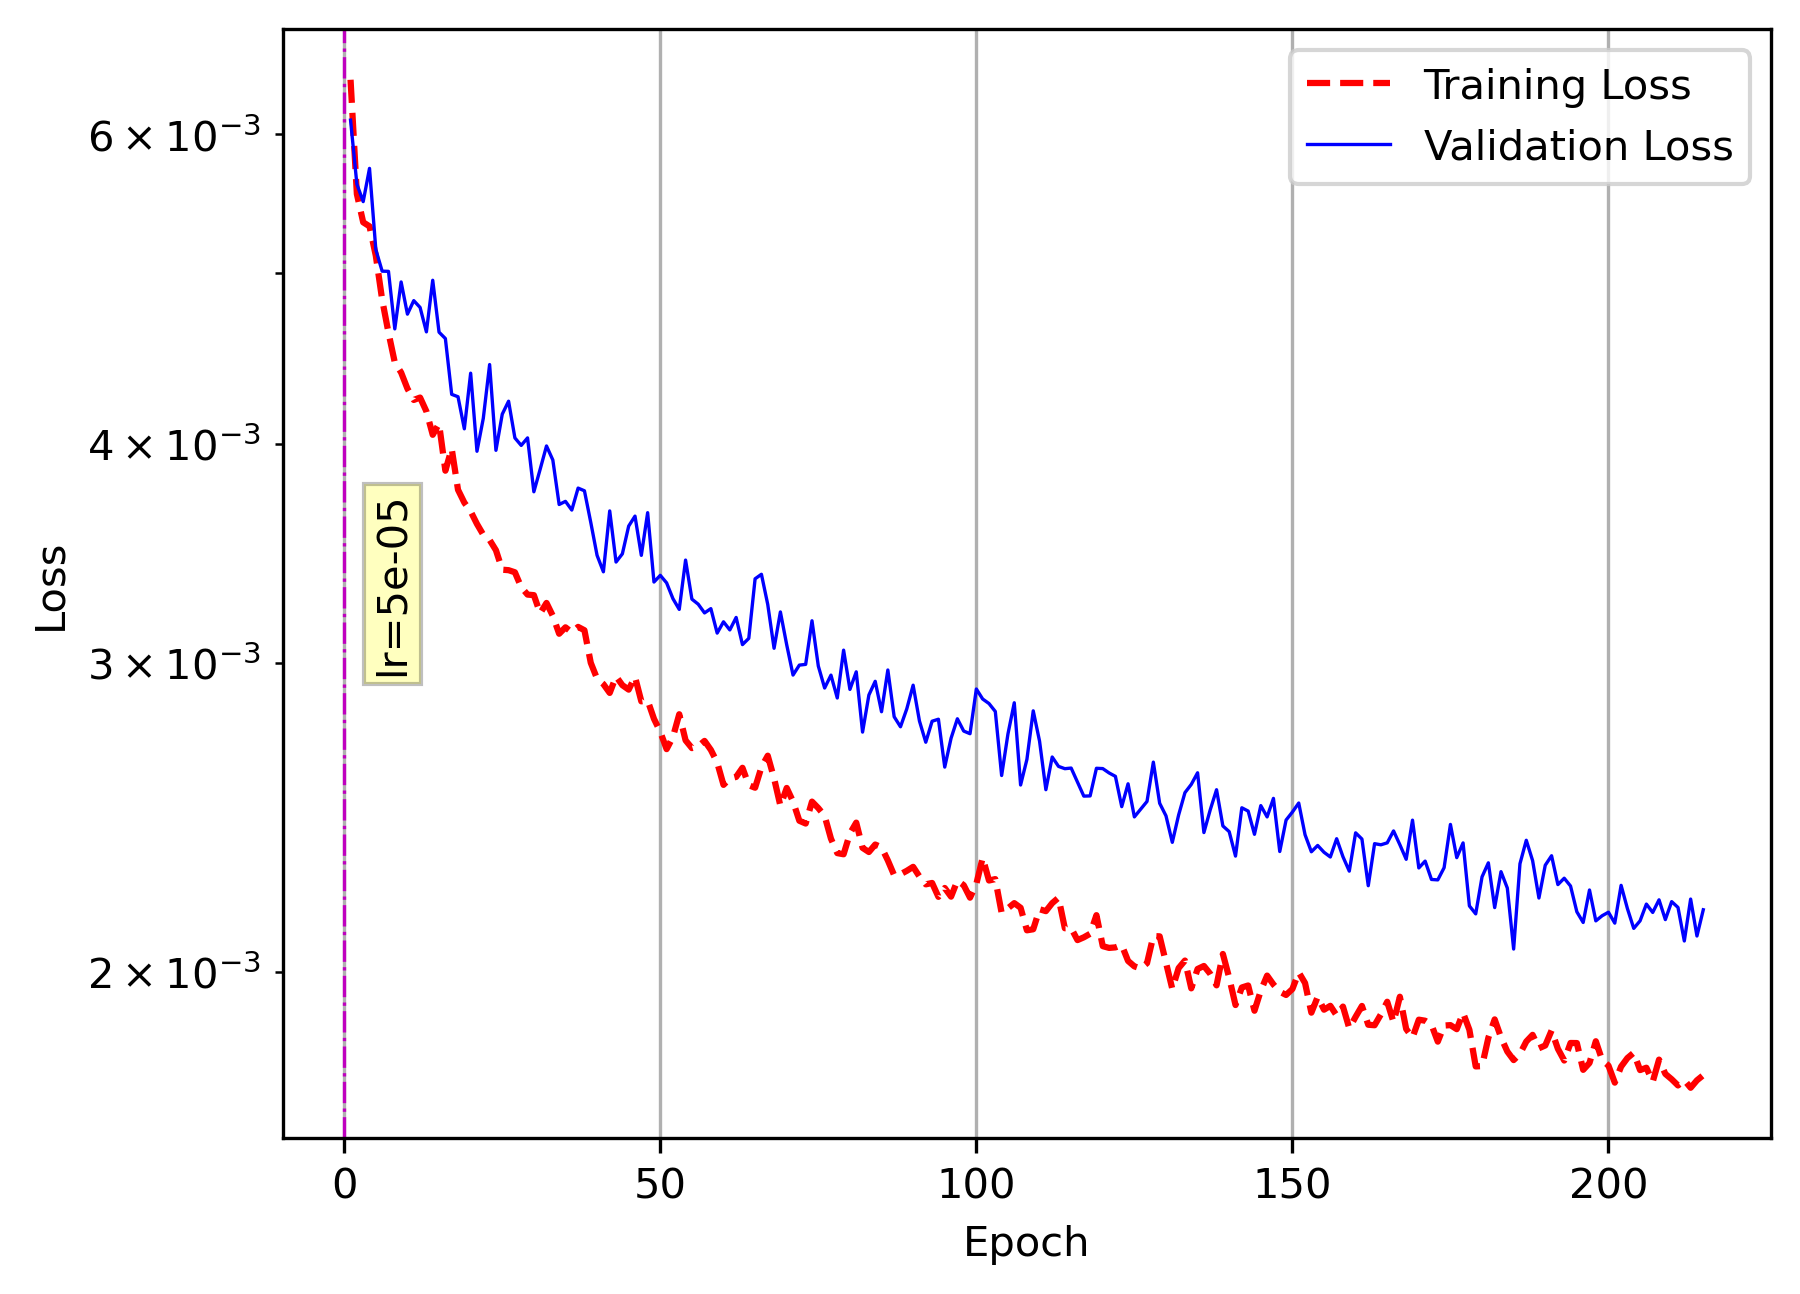 Training Loss
Validation Loss
6 × 10⁻³
4 × 10⁻³
3 × 10⁻³
2 × 10⁻³
Loss
lr=5e-05
0 50 100 150 200
Epoch